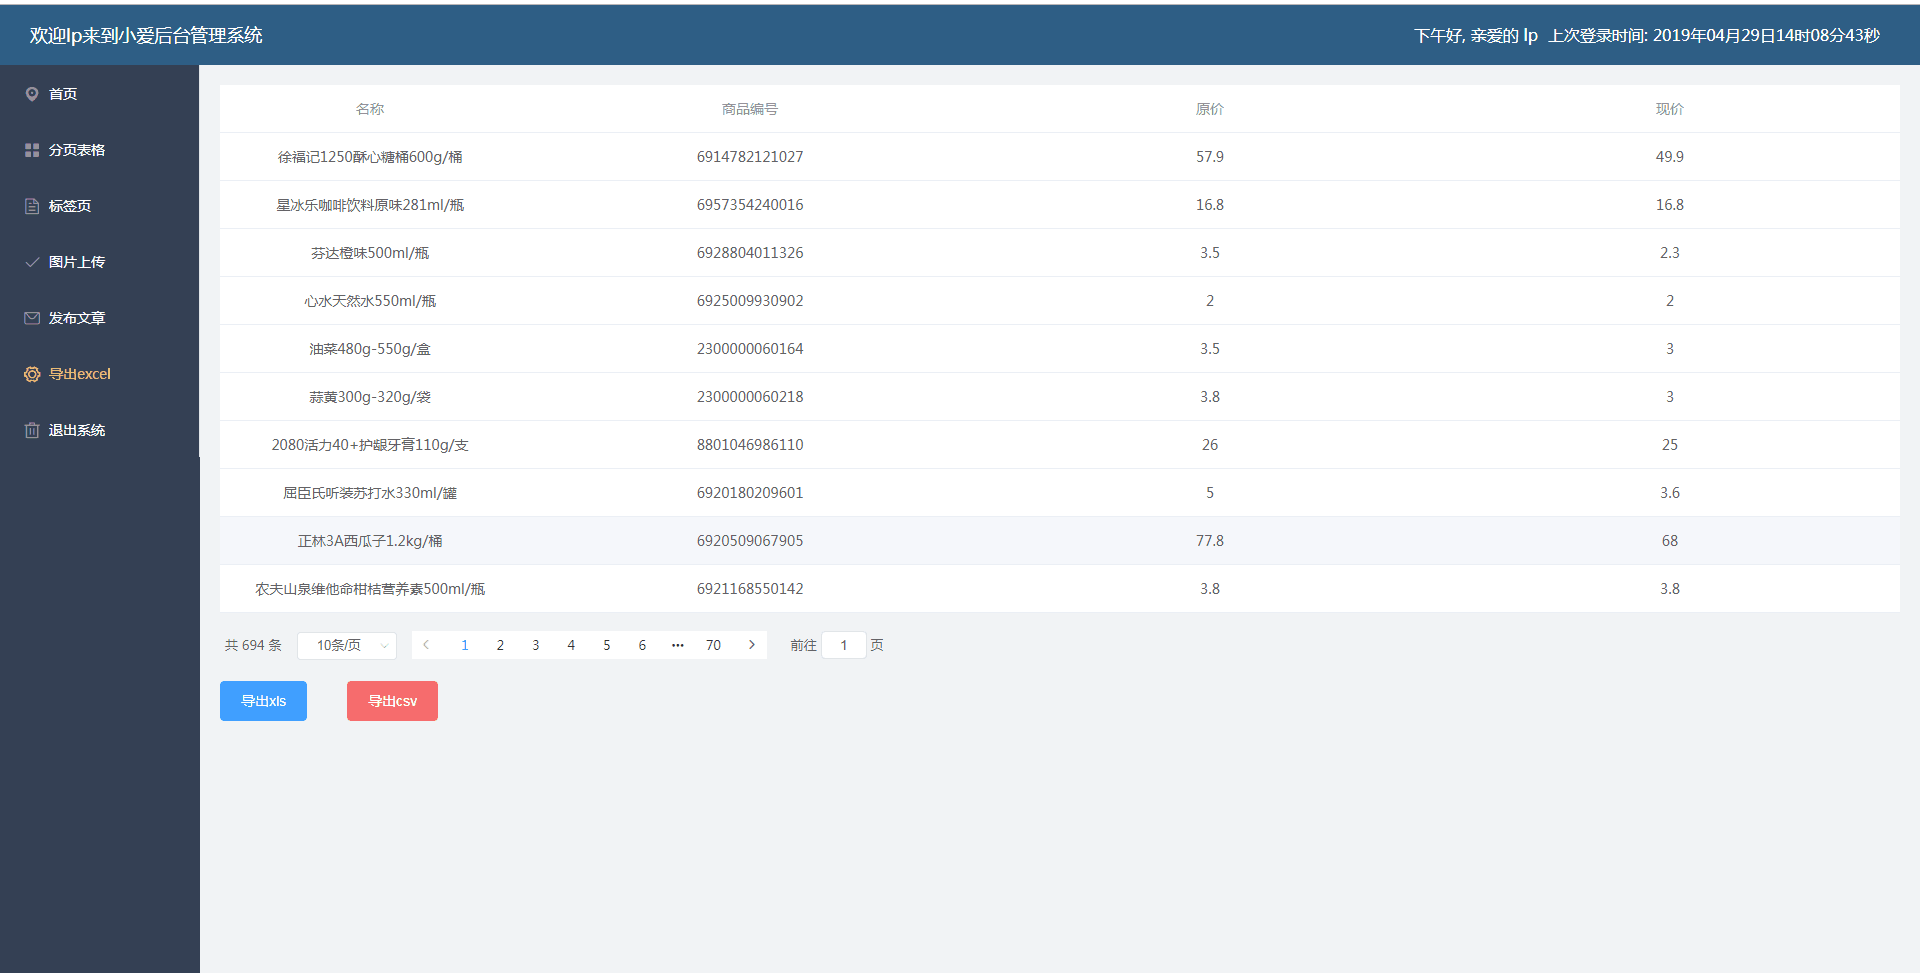 欢迎lp来到小爱后台管理系统
下午好, 亲爱的 lp 上次登录时间: 2019年04月29日14时08分43秒
首页
分页表格
标签页
图片上传
发布文章
导出excel
退出系统
名称 商品编号 原价 现价
徐福记1250酥心糖桶600g/桶 6914782121027 57.9 49.9
星冰乐咖啡饮料原味281ml/瓶 6957354240016 16.8 16.8
芬达橙味500ml/瓶 6928804011326 3.5 2.3
心水天然水550ml/瓶 6925009930902 2 2
油菜480g-550g/盒 2300000060164 3.5 3
蒜黄300g-320g/袋 2300000060218 3.8 3
2080活力40+护龈牙膏110g/支 8801046986110 26 25
屈臣氏听装苏打水330ml/罐 6920180209601 5 3.6
正林3A西瓜子1.2kg/桶 6920509067905 77.8 68
农夫山泉维他命柑桔营养素500ml/瓶 6921168550142 3.8 3.8
共 694 条 10条/页 1 2 3 4 5 6 ••• 70 前往 1 页
导出xls 导出csv